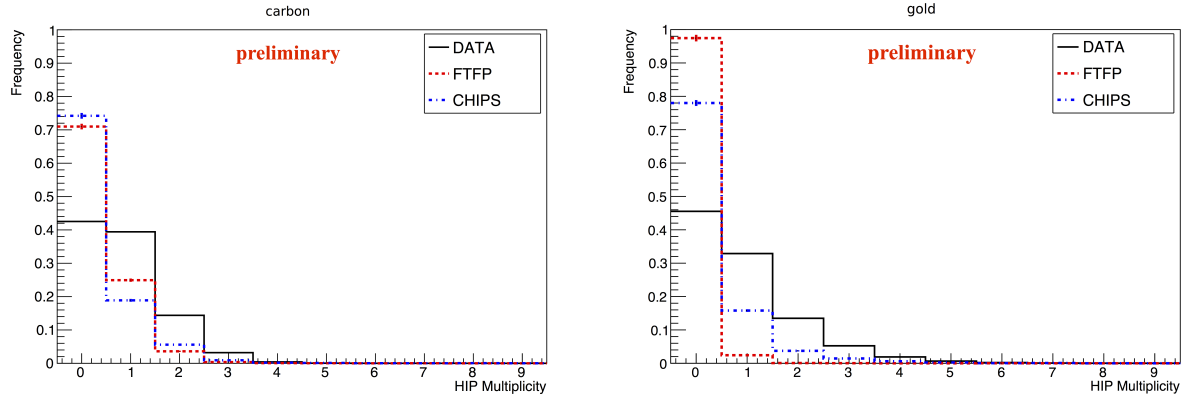 carbon
Frequency
1
0.9
0.8
0.7
0.6
0.5
0.4
0.3
0.2
0.1
0
preliminary
DATA
FTFP
CHIPS
0 1 2 3 4 5 6 7 8 9
HIP Multiplicity
gold
Frequency
1
0.9
0.8
0.7
0.6
0.5
0.4
0.3
0.2
0.1
0
preliminary
DATA
FTFP
CHIPS
0 1 2 3 4 5 6 7 8 9
HIP Multiplicity